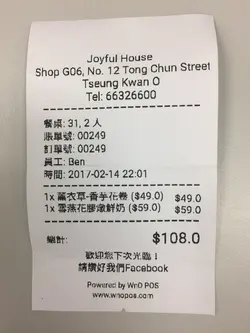 Joyful House
Shop G06, No. 12 Tong Chun Street
Tseung Kwan O
Tel: 66326600
餐桌: 31, 2 人
賬單號: 00249
訂單號: 00249
員工: Ben
時間: 2017-02-14 22:01
1x 薰衣草-香芋花卷 ($49.0) $49.0
1x 雪燕花膠燉鮮奶 ($59.0) $59.0
總計: $108.0
歡迎您下次光臨！
請讚好我們Facebook
Powered by WnO POS
www.wnopos.com